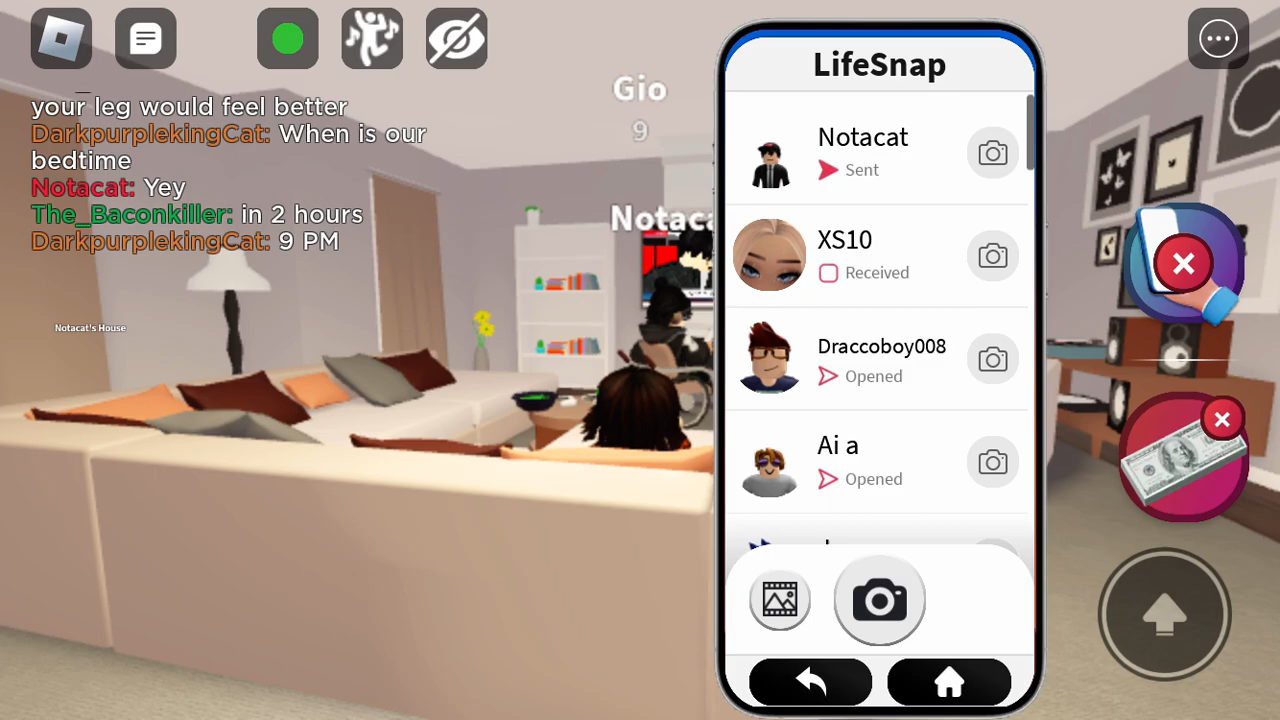 your leg would feel better
DarkpurplekingCat: When is our
bedtime
Notacat: Yey
The_Baconkiller: in 2 hours
DarkpurplekingCat: 9 PM
Notacat's House
Gio
9
LifeSnap
Notacat
Sent
XS10
Received
Draccoboy008
Opened
Ai a
Opened